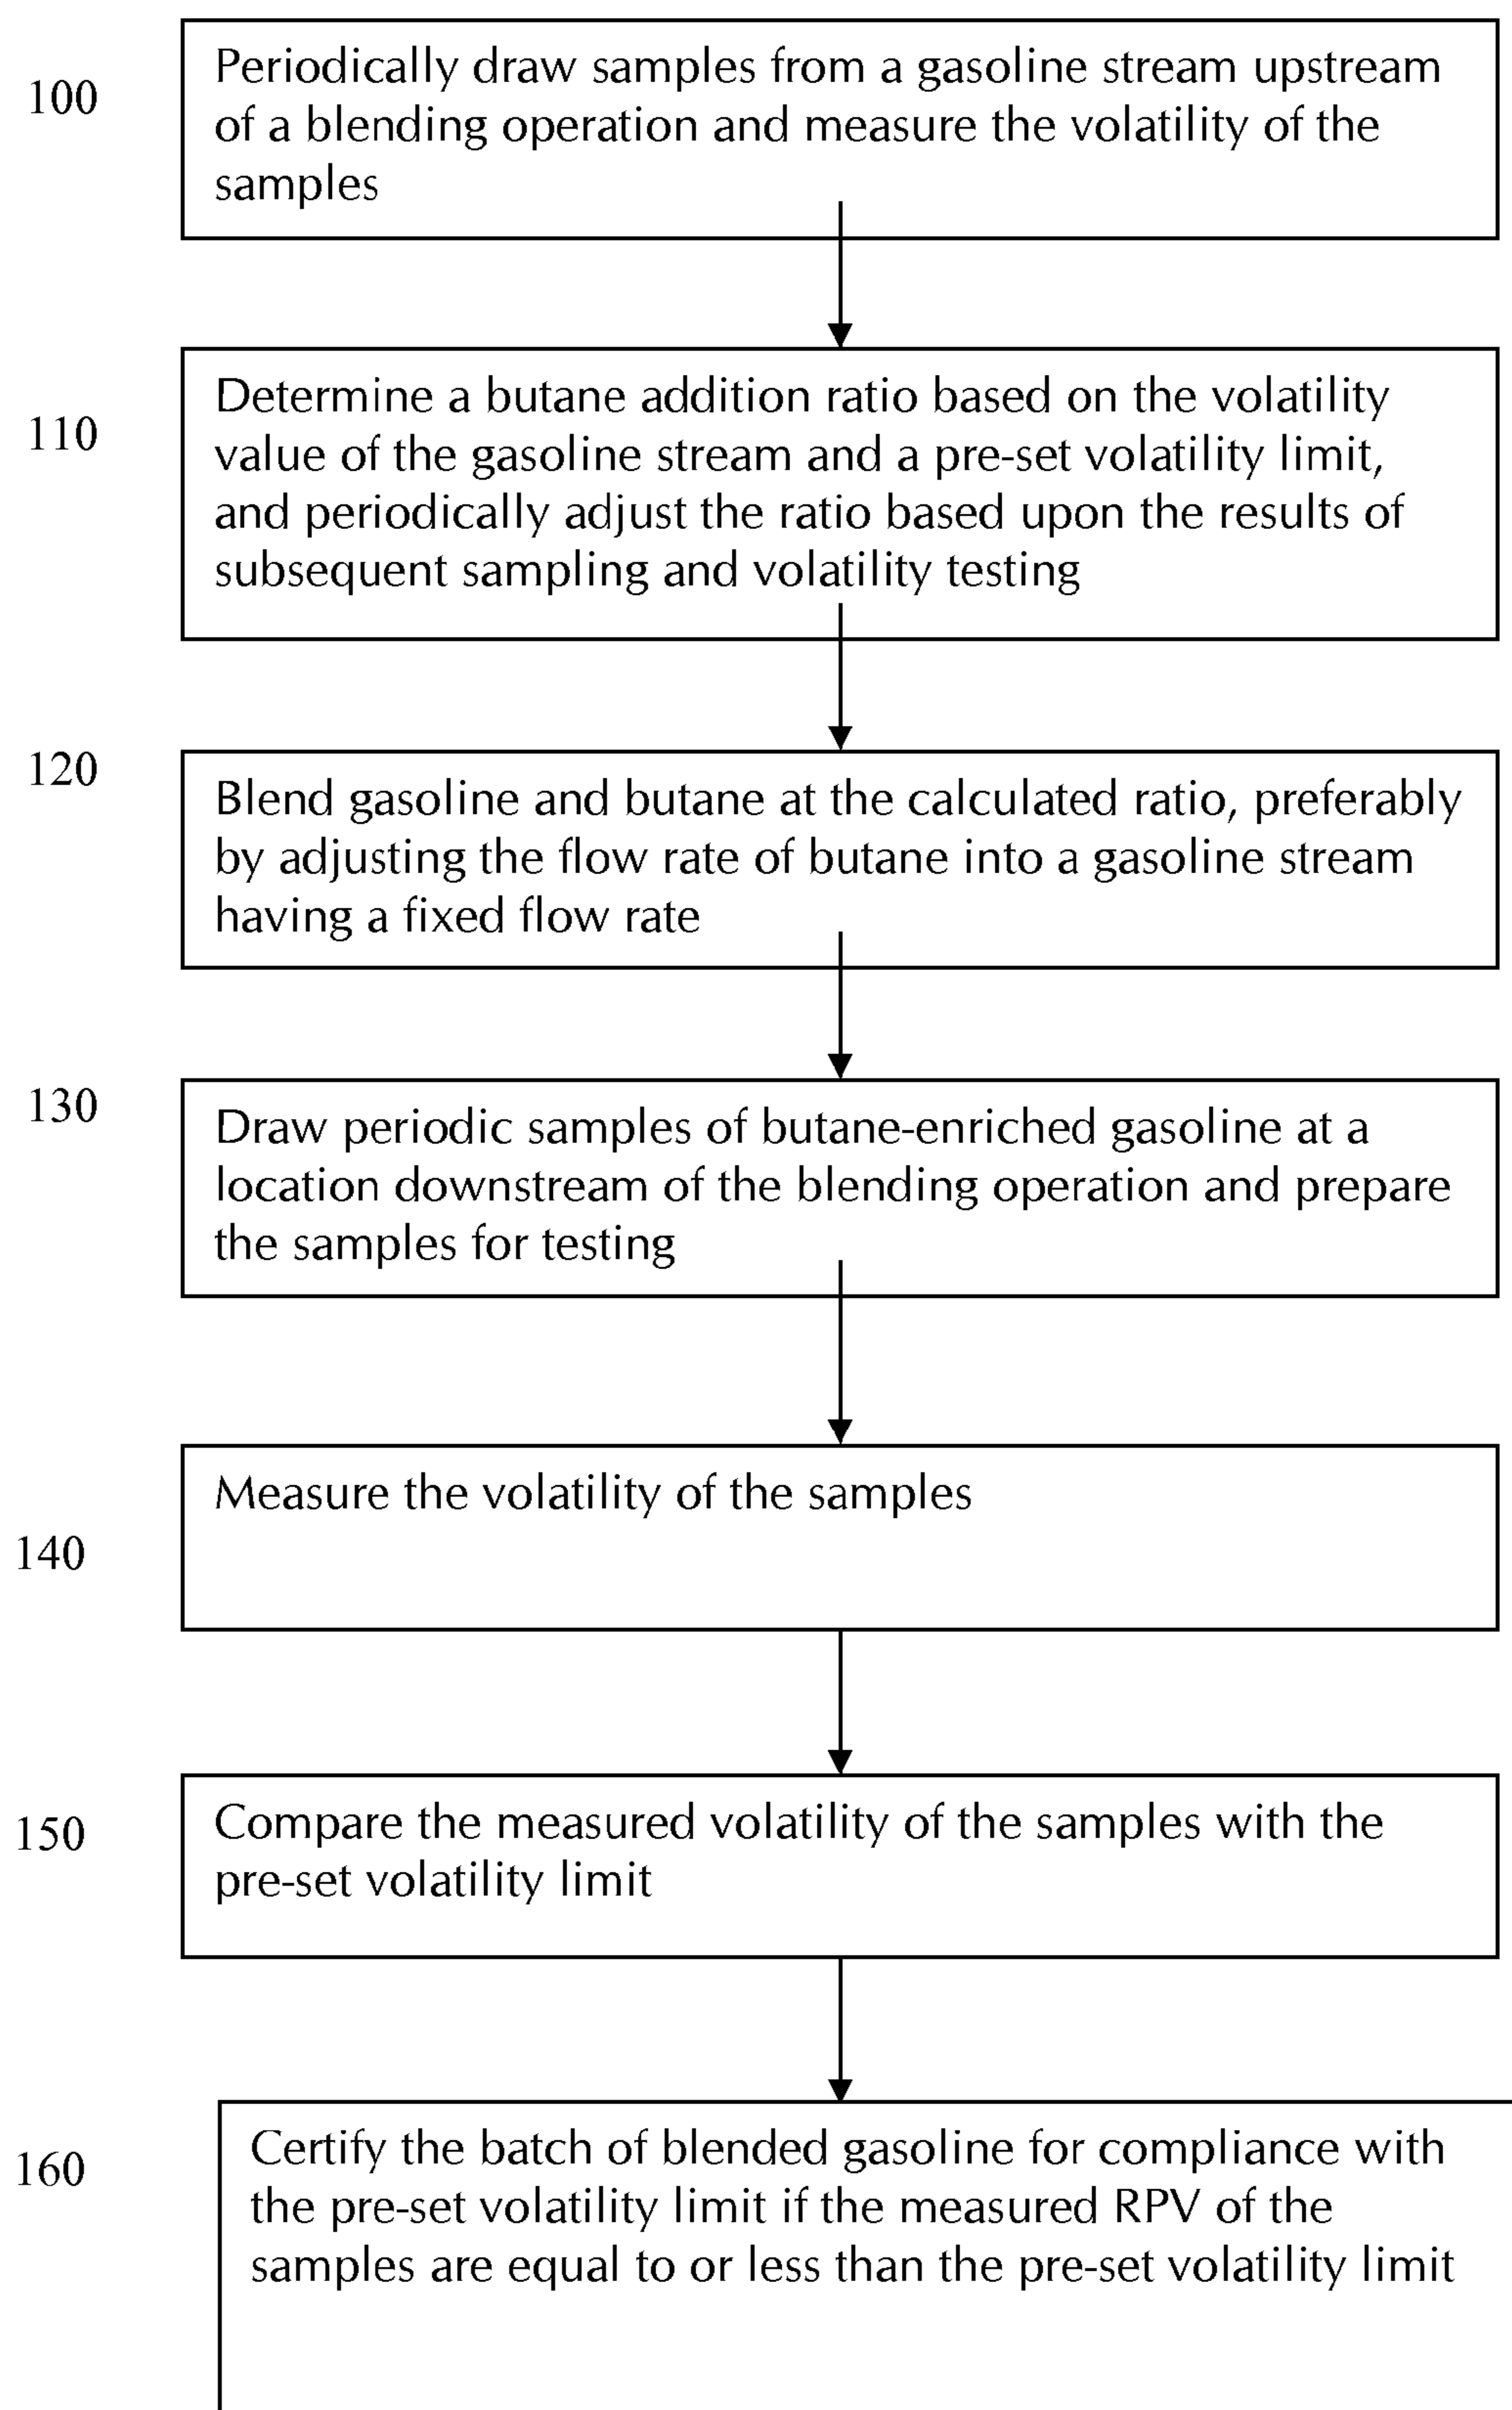 100
Periodically draw samples from a gasoline stream upstream
of a blending operation and measure the volatility of the
samples
110
Determine a butane addition ratio based on the volatility
value of the gasoline stream and a pre-set volatility limit,
and periodically adjust the ratio based upon the results of
subsequent sampling and volatility testing
120
Blend gasoline and butane at the calculated ratio, preferably
by adjusting the flow rate of butane into a gasoline stream
having a fixed flow rate
130
Draw periodic samples of butane-enriched gasoline at a
location downstream of the blending operation and prepare
the samples for testing
140
Measure the volatility of the samples
150
Compare the measured volatility of the samples with the
pre-set volatility limit
160
Certify the batch of blended gasoline for compliance with
the pre-set volatility limit if the measured RPV of the
samples are equal to or less than the pre-set volatility limit